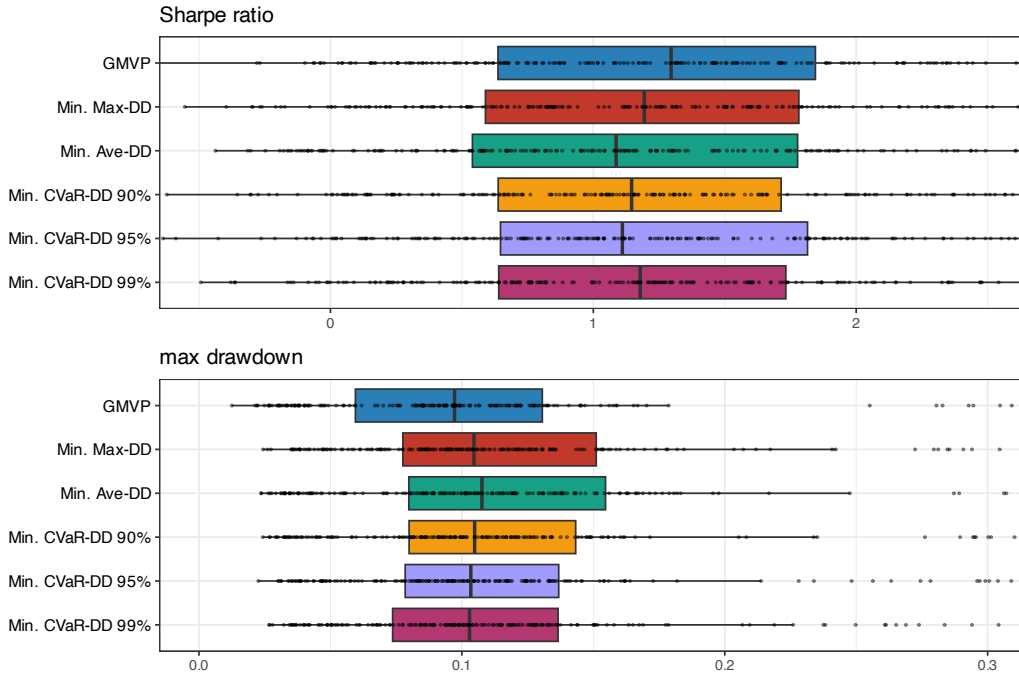 Sharpe ratio
GMVP
Min. Max-DD
Min. Ave-DD
Min. CVaR-DD 90%
Min. CVaR-DD 95%
Min. CVaR-DD 99%
0 1 2
max drawdown
GMVP
Min. Max-DD
Min. Ave-DD
Min. CVaR-DD 90%
Min. CVaR-DD 95%
Min. CVaR-DD 99%
0.0 0.1 0.2 0.3